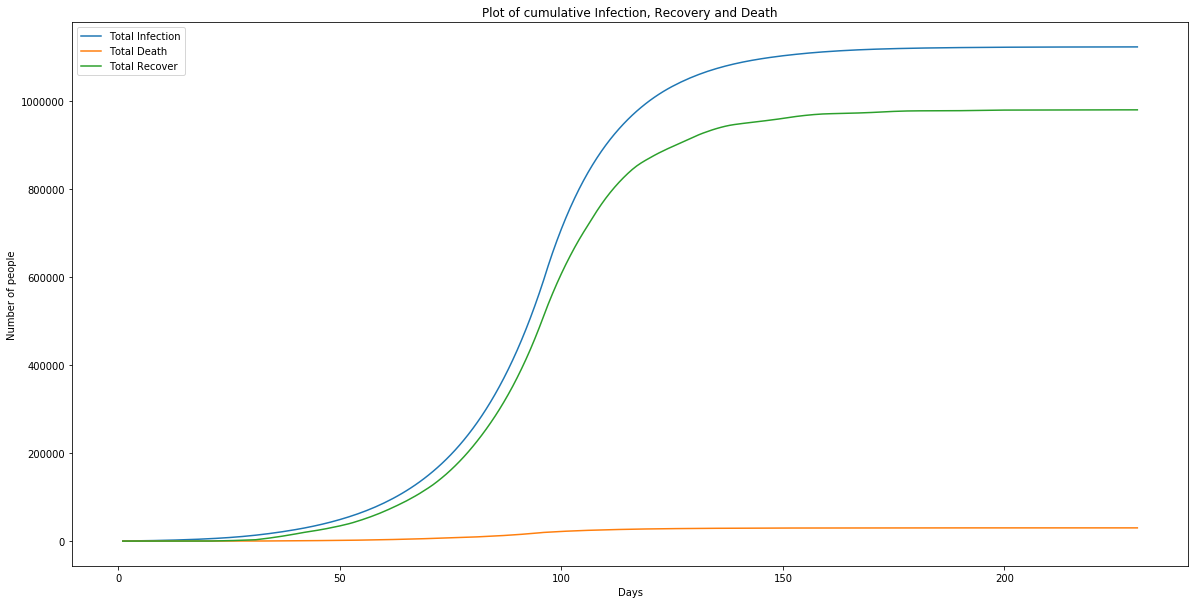 Plot of cumulative Infection, Recovery and Death
Total Infection
Total Death
Total Recover
1000000
800000
600000
400000
200000
0
Number of people
0 50 100 150 200
Days